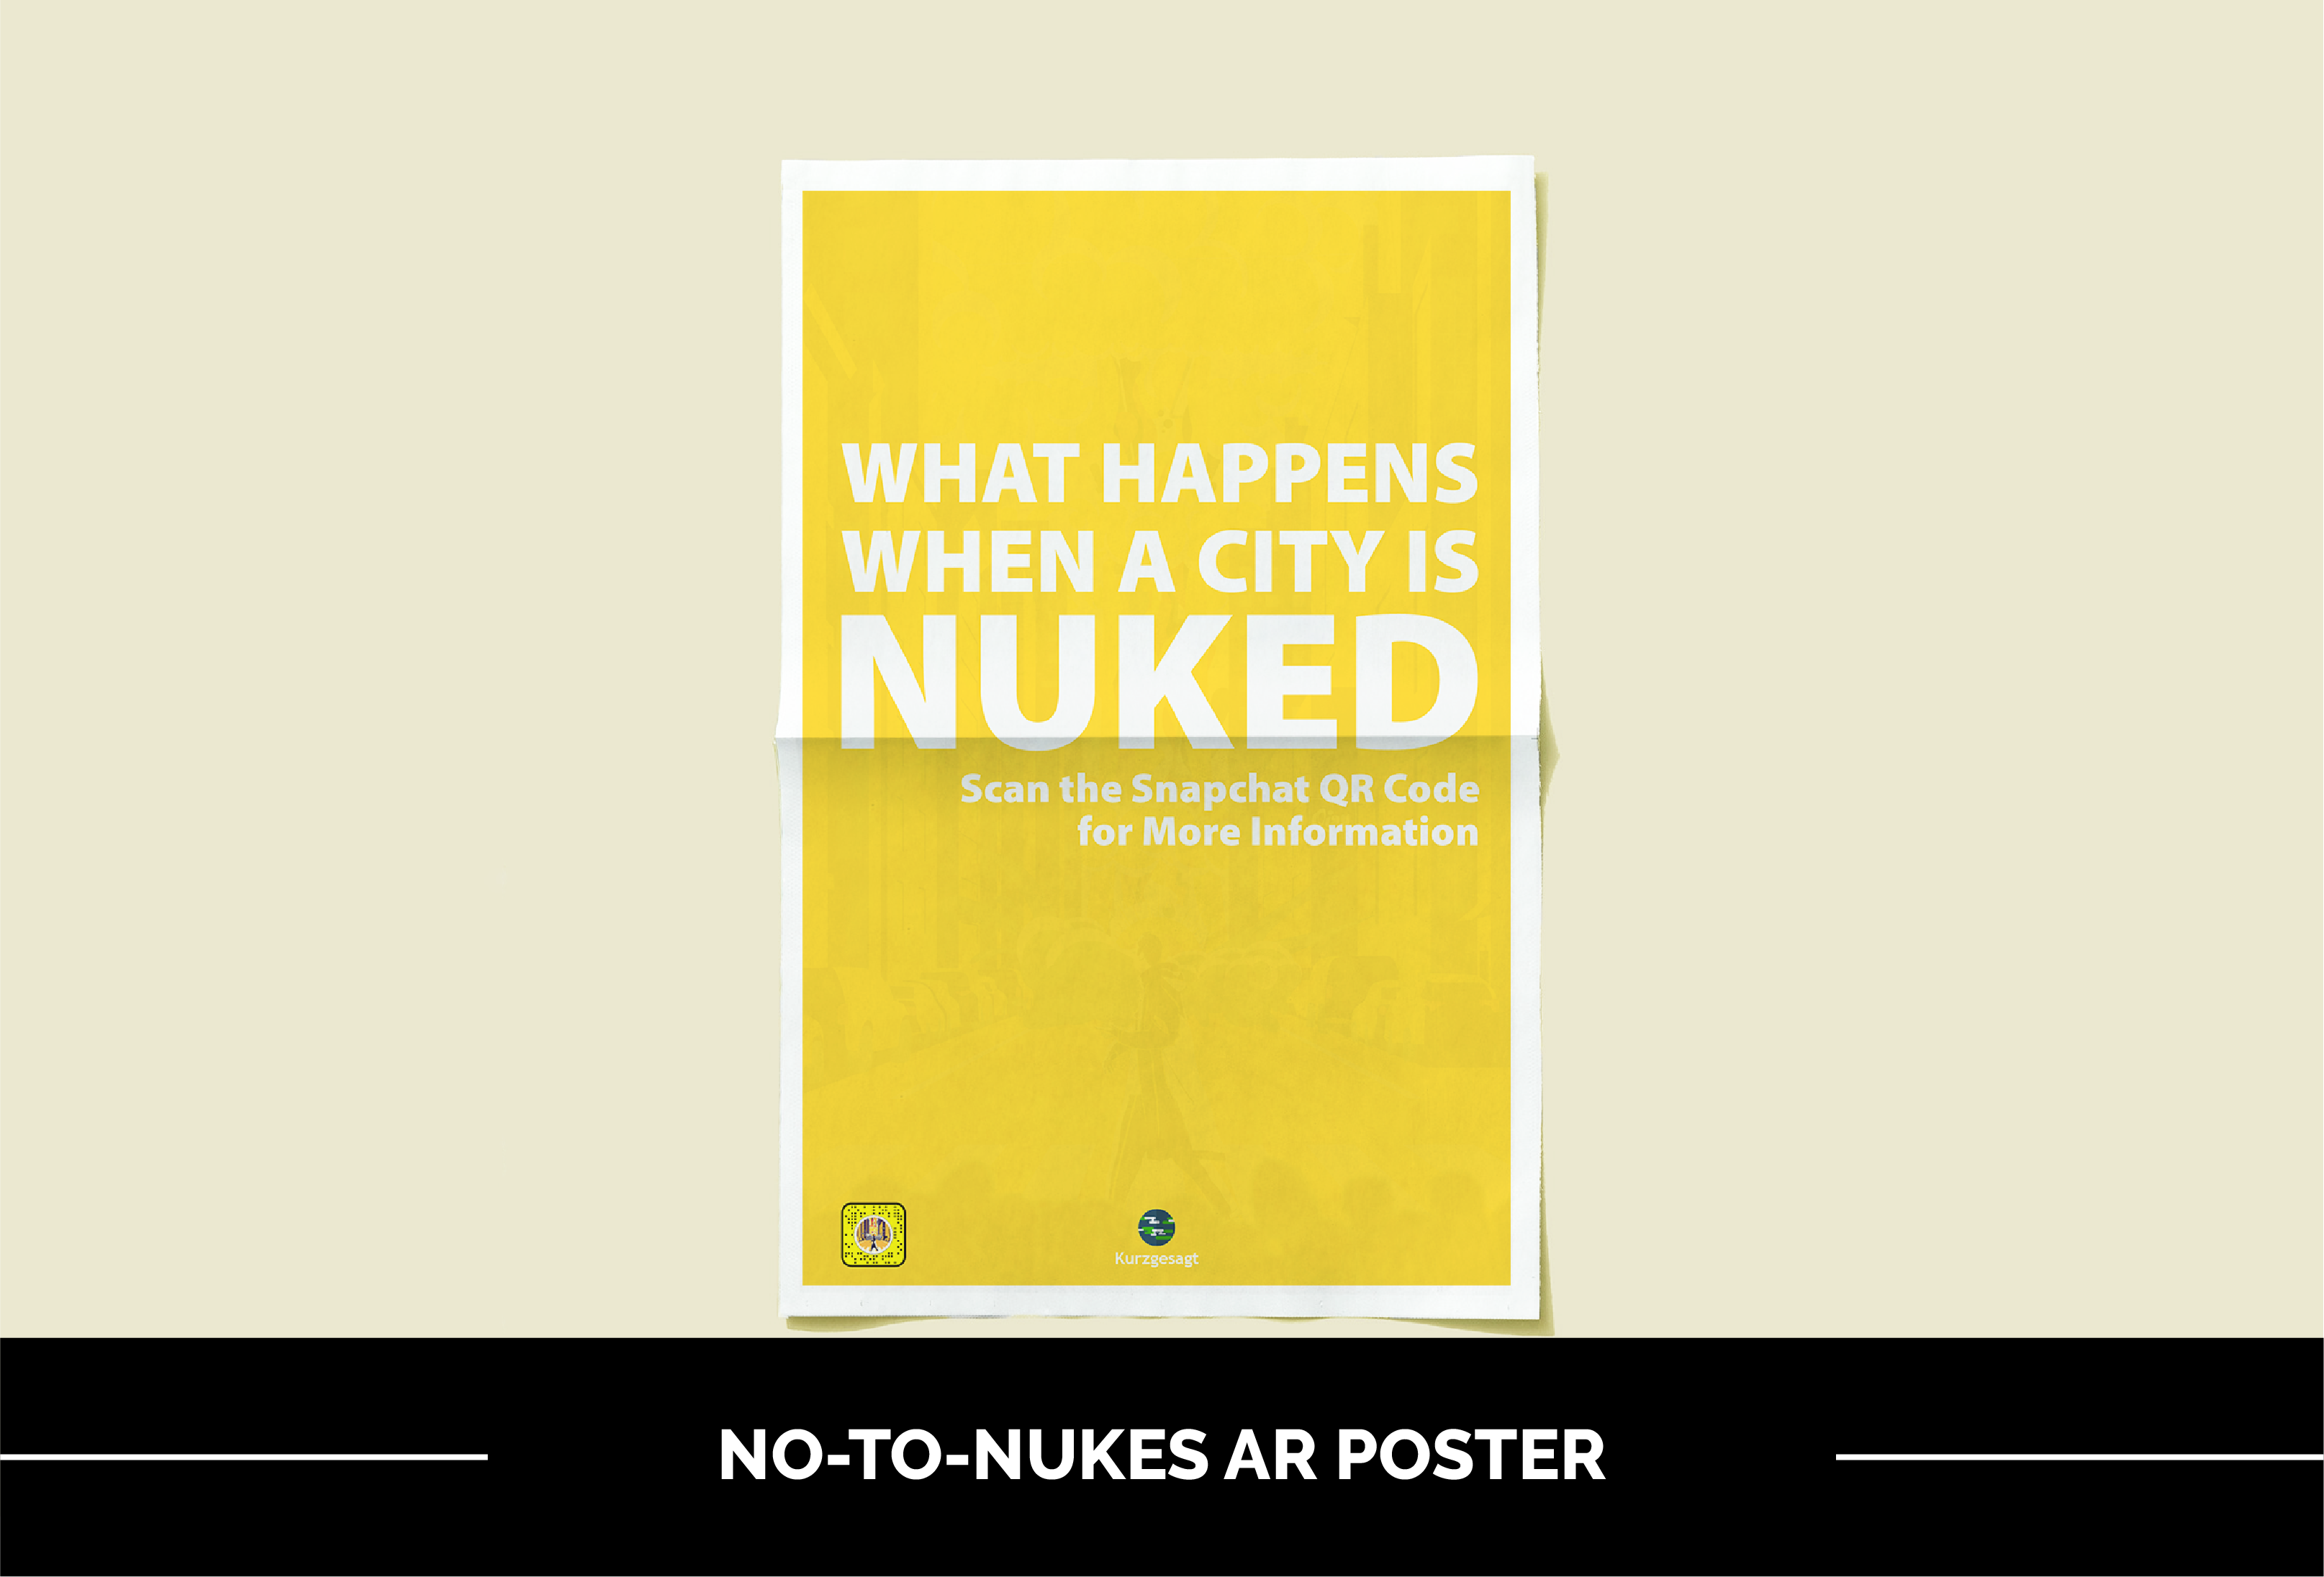 WHAT HAPPENS
WHEN A CITY IS
NUKED
Scan the Snapchat QR Code
for More Information
Kurzgesagt
NO-TO-NUKES AR POSTER